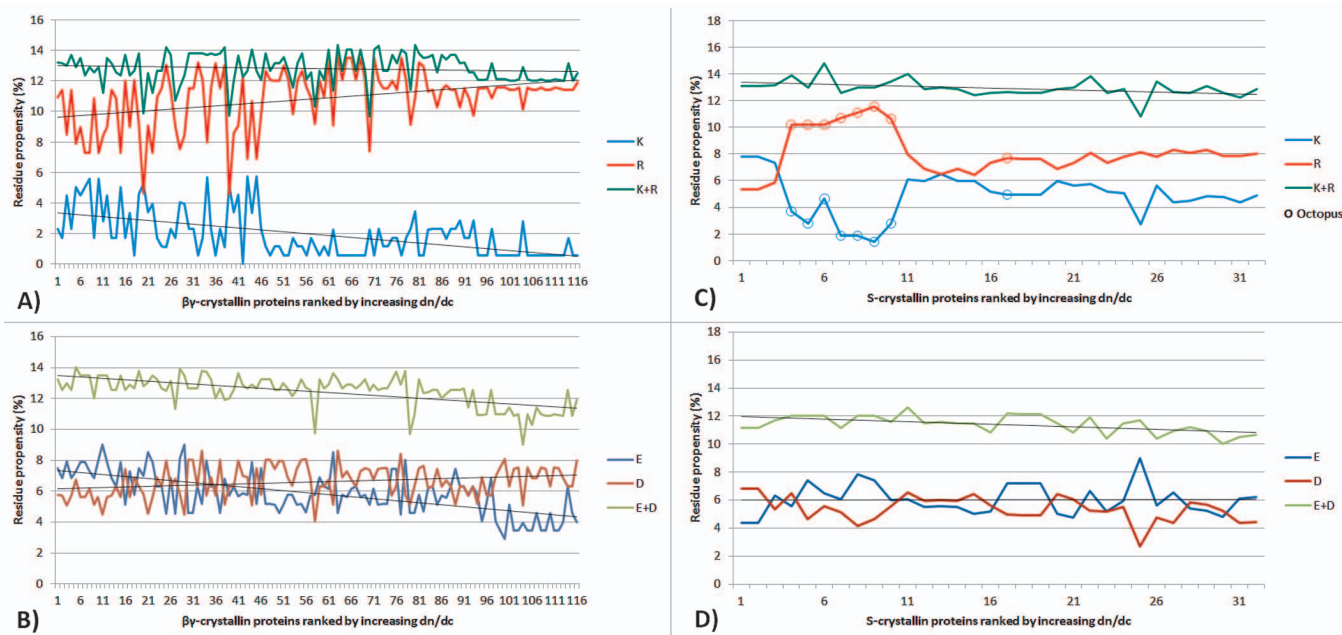 16
14
12
10
8
6
4
2
0
Residue propensity (%)
1 6 11 16 21 26 31 36 41 46 51 56 61 66 71 76 81 86 91 96 101 106 111 116
βγ-crystallin proteins ranked by increasing dn/dc
K
R
K+R
A)
16
14
12
10
8
6
4
2
0
Residue propensity (%)
1 6 11 16 21 26 31 36 41 46 51 56 61 66 71 76 81 86 91 96 101 106 111 116
βγ-crystallin proteins ranked by increasing dn/dc
E
D
E+D
B)
18
16
14
12
10
8
6
4
2
0
Residue propensity (%)
1 6 11 16 21 26 31
S-crystallin proteins ranked by increasing dn/dc
K
R
K+R
O Octopus
C)
18
16
14
12
10
8
6
4
2
0
Residue propensity (%)
1 6 11 16 21 26 31
S-crystallin proteins ranked by increasing dn/dc
E
D
E+D
D)